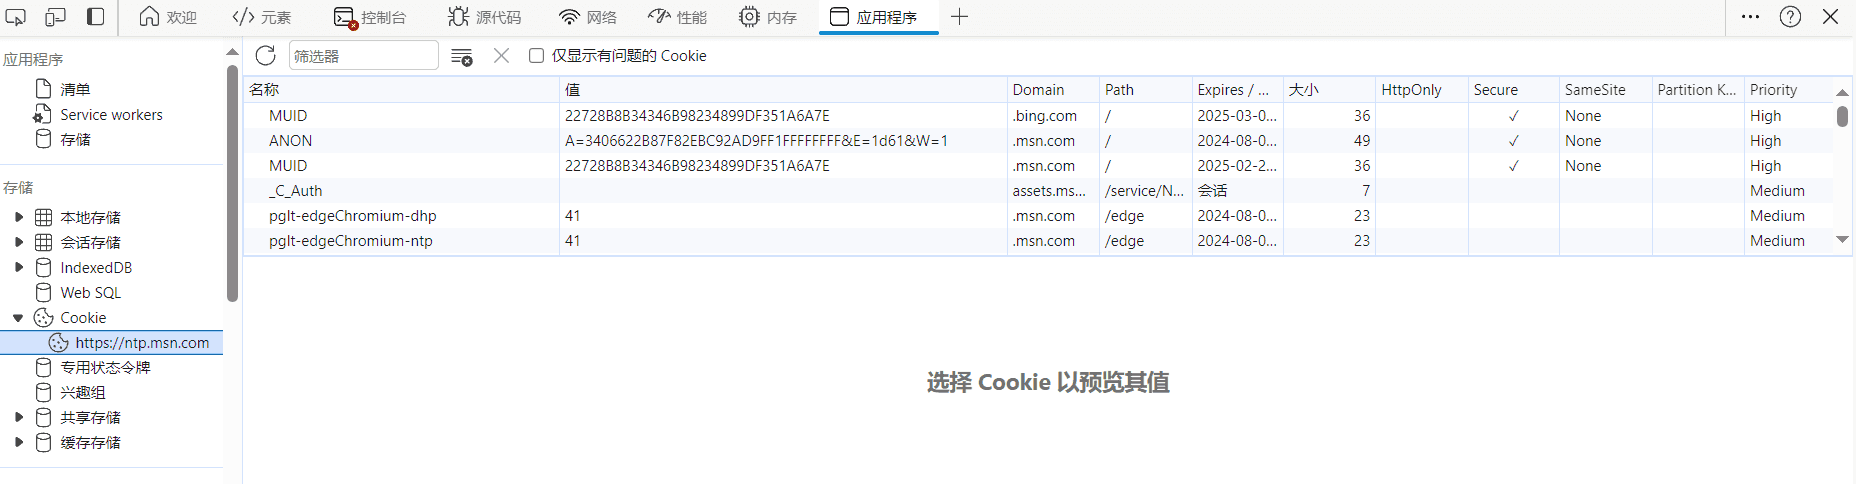 欢迎 元素 控制台 源代码 网络 性能 内存 应用程序
应用程序
清单
Service workers
存储
存储
本地存储
会话存储
IndexedDB
Web SQL
Cookie
https://ntp.msn.com
专用状态令牌
兴趣组
共享存储
缓存存储
筛选器 仅显示有问题的 Cookie
名称 值 Domain Path Expires / ... 大小 HttpOnly Secure SameSite Partition K... Priority
MUID 22728B8B34346B98234899DF351A6A7E .bing.com / 2025-03-0... 36 ✓ None High
ANON A=3406622B87F82EBC92AD9FF1FFFFFFFF&E=1d61&W=1 .msn.com / 2024-08-0... 49 ✓ None High
MUID 22728B8B34346B98234899DF351A6A7E .msn.com / 2025-02-2... 36 ✓ None High
_C_Auth assets.ms... /service/N... 会话 7 Medium
pglt-edgeChromium-dhp 41 .msn.com /edge 2024-08-0... 23 Medium
pglt-edgeChromium-ntp 41 .msn.com /edge 2024-08-0... 23 Medium
选择 Cookie 以预览其值